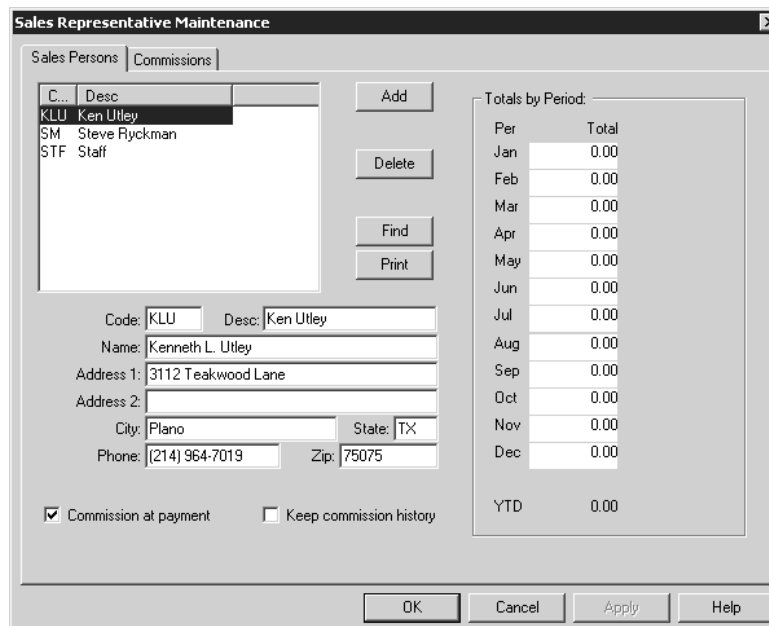 Sales Representative Maintenance
Sales Persons Commissions
C... Desc
KLU Ken Utley
SM Steve Ryckman
STF Staff
Add
Delete
Find
Print
Code: KLU Desc: Ken Utley
Name: Kenneth L. Utley
Address 1: 3112 Teakwood Lane
Address 2:
City: Plano State: TX
Phone: (214) 964-7019 Zip: 75075
Commission at payment Keep commission history
Totals by Period:
Per Total
Jan 0.00
Feb 0.00
Mar 0.00
Apr 0.00
May 0.00
Jun 0.00
Jul 0.00
Aug 0.00
Sep 0.00
Oct 0.00
Nov 0.00
Dec 0.00
YTD 0.00
OK Cancel Apply Help